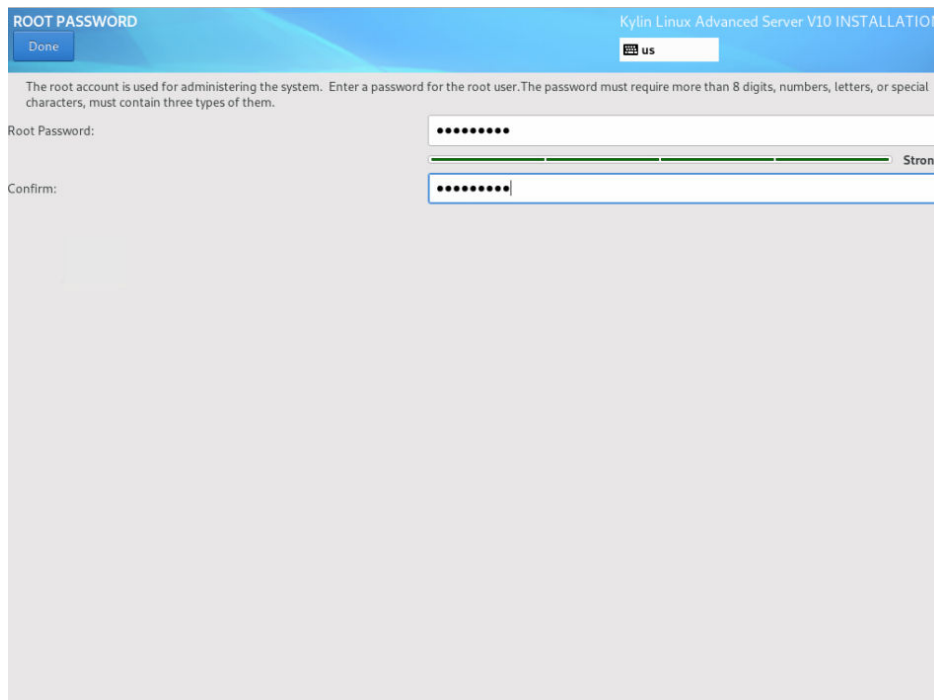 ROOT PASSWORD
Kylin Linux Advanced Server V10 INSTALLATION
Done
us
The root account is used for administering the system. Enter a password for the root user.The password must require more than 8 digits, numbers, letters, or special
characters, must contain three types of them.
Root Password:
●●●●●●●●●
Stron
Confirm:
●●●●●●●●●